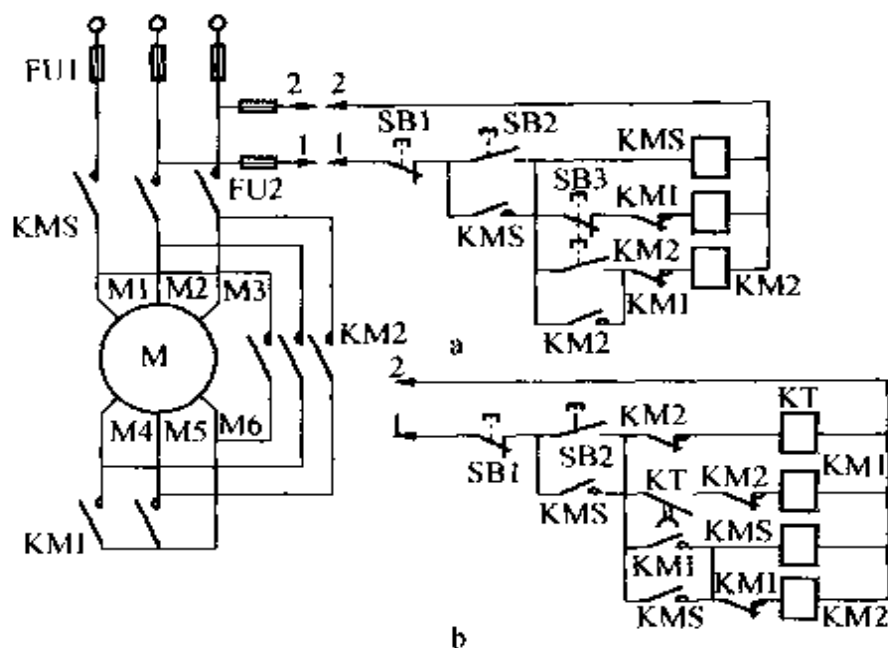 FU1
2 2
SB1 SB2 KMS
1 1
FU2 SB3 KM1
KMS KMS
KM2
M1 M2 M3 KM1 KM2
M KM2 KM2 a
2
M4 M5 M6 KM2 KT
1
SB1 SB2 KT KM2 KM1
KMS
KM1 KMS
KM1 KM1
KMS KM2
b